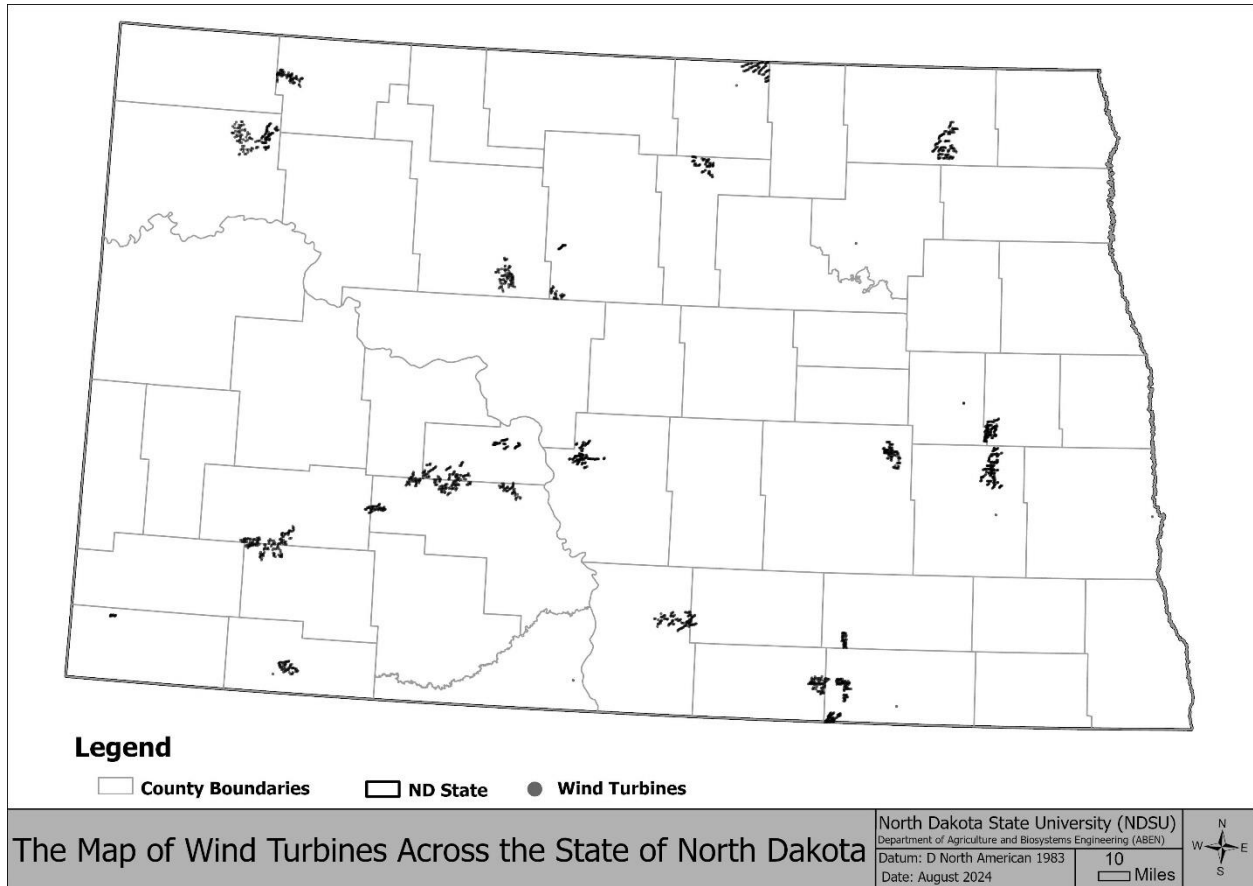 Legend
County Boundaries ND State Wind Turbines
The Map of Wind Turbines Across the State of North Dakota
North Dakota State University (NDSU)
Department of Agriculture and Biosystems Engineering (ABEN)
Datum: D North American 1983
Date: August 2024
10
Miles
N
W E
S